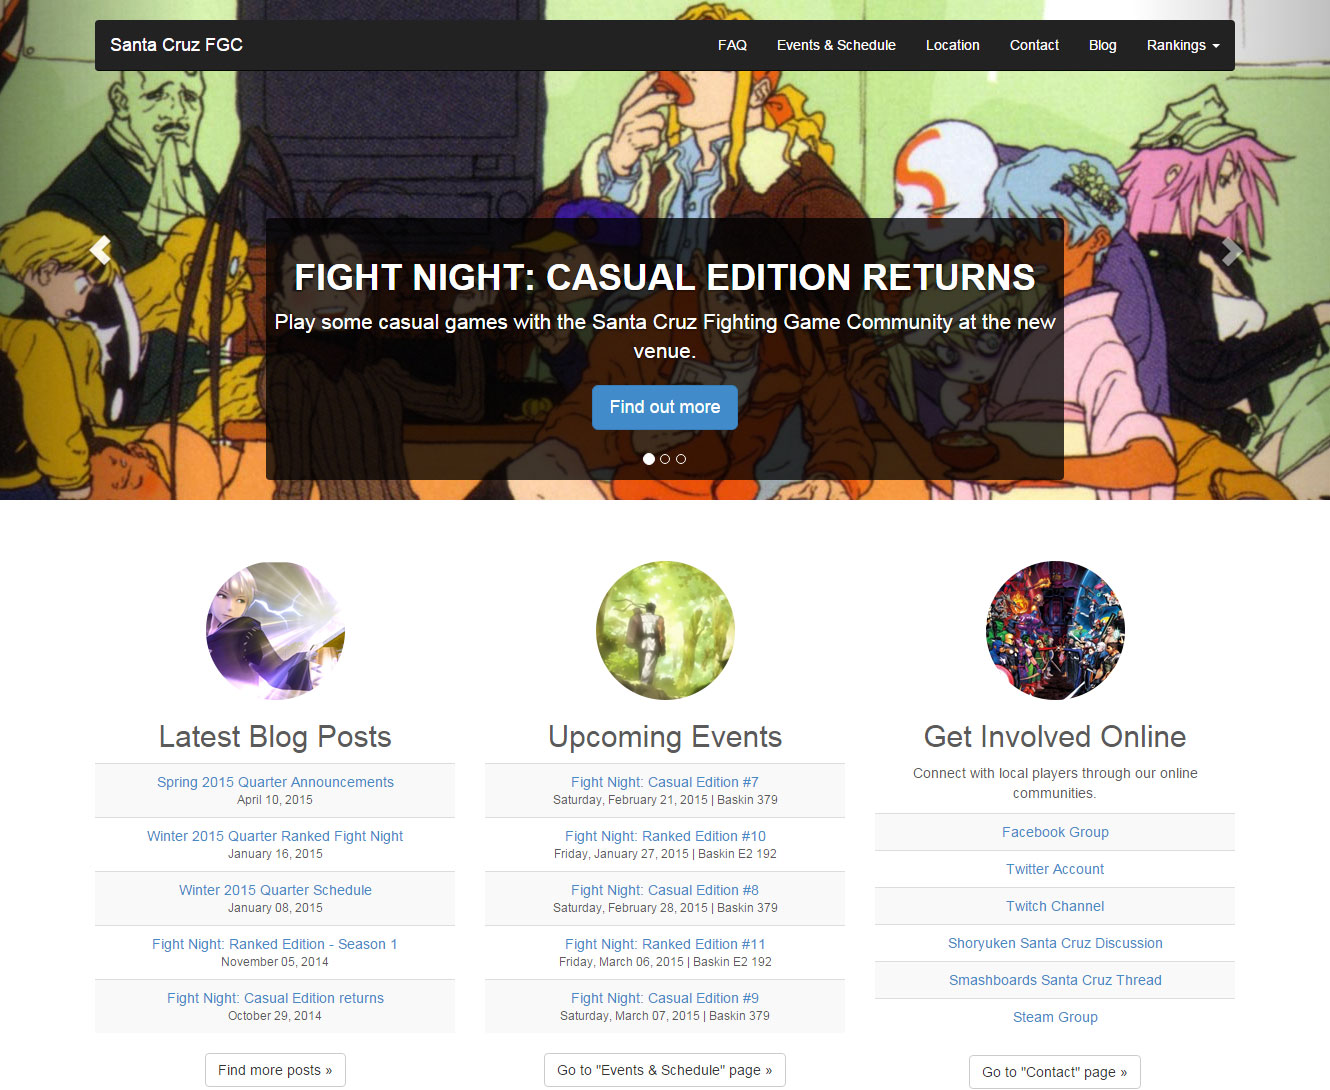 Santa Cruz FGC
FAQ
Events & Schedule
Location
Contact
Blog
Rankings
FIGHT NIGHT: CASUAL EDITION RETURNS
Play some casual games with the Santa Cruz Fighting Game Community at the new
venue.
Find out more
Latest Blog Posts
Spring 2015 Quarter Announcements
April 10, 2015
Winter 2015 Quarter Ranked Fight Night
January 16, 2015
Winter 2015 Quarter Schedule
January 08, 2015
Fight Night: Ranked Edition - Season 1
November 05, 2014
Fight Night: Casual Edition returns
October 29, 2014
Find more posts »
Upcoming Events
Fight Night: Casual Edition #7
Saturday, February 21, 2015 | Baskin 379
Fight Night: Ranked Edition #10
Friday, January 27, 2015 | Baskin E2 192
Fight Night: Casual Edition #8
Saturday, February 28, 2015 | Baskin 379
Fight Night: Ranked Edition #11
Friday, March 06, 2015 | Baskin E2 192
Fight Night: Casual Edition #9
Saturday, March 07, 2015 | Baskin 379
Go to "Events & Schedule" page »
Get Involved Online
Connect with local players through our online
communities.
Facebook Group
Twitter Account
Twitch Channel
Shoryuken Santa Cruz Discussion
Smashboards Santa Cruz Thread
Steam Group
Go to "Contact" page »